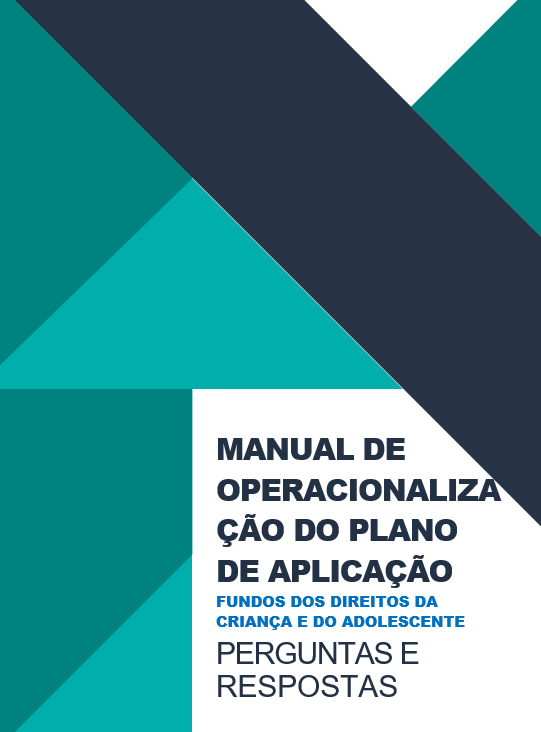 MANUAL DE
OPERACIONALIZA
ÇÃO DO PLANO
DE APLICAÇÃO
FUNDOS DOS DIREITOS DA
CRIANÇA E DO ADOLESCENTE
PERGUNTAS E
RESPOSTAS